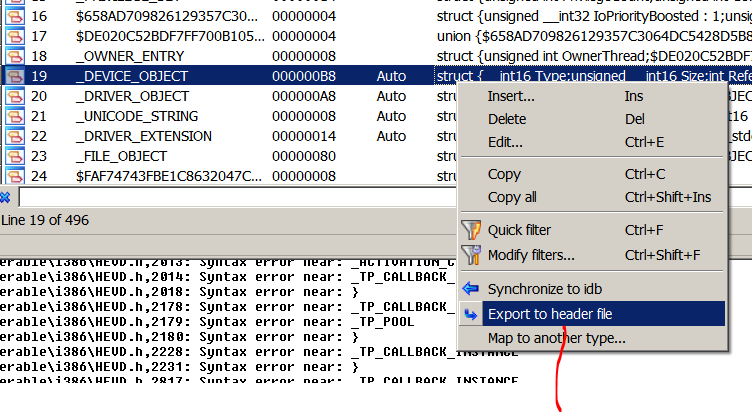 16 $658AD709826129357C30... 00000004 struct {unsigned __int32 IoPriorityBoosted : 1;unsig
17 $DE020C52BDF7FF700B105... 00000004 union {$658AD709826129357C3064DC5428D5B8
18 _OWNER_ENTRY 00000008 struct {unsigned int OwnerThread;$DE020C52BDF
19 _DEVICE_OBJECT 000000B8 Auto struct {__int16 Type;unsigned __int16 Size;int Refe
20 _DRIVER_OBJECT 000000A8 Auto
21 _UNICODE_STRING 00000008 Auto
22 _DRIVER_EXTENSION 00000014 Auto
23 _FILE_OBJECT 00000080
24 $FAF74743FBE1C8632047C... 00000008
Insert... Ins
Delete Del
Edit... Ctrl+E
Copy Ctrl+C
Copy all Ctrl+Shift+Ins
Quick filter Ctrl+F
Modify filters... Ctrl+Shift+F
Synchronize to idb
Export to header file
Map to another type...
Line 19 of 496
erable\i386\HEVD.h,2013: Syntax error near: _ACTIVATION_C
erable\i386\HEVD.h,2014: Syntax error near: _TP_CALLBACK_
erable\i386\HEVD.h,2018: Syntax error near: }
erable\i386\HEVD.h,2178: Syntax error near: _TP_CALLBACK_
erable\i386\HEVD.h,2179: Syntax error near: _TP_POOL
erable\i386\HEVD.h,2180: Syntax error near: }
erable\i386\HEVD.h,2228: Syntax error near: _TP_CALLBACK_INSTANCE
erable\i386\HEVD.h,2231: Syntax error near: }
erable\i386\HEVD.h,2817: Syntax error near: _TP_CALLBACK_INSTANCE